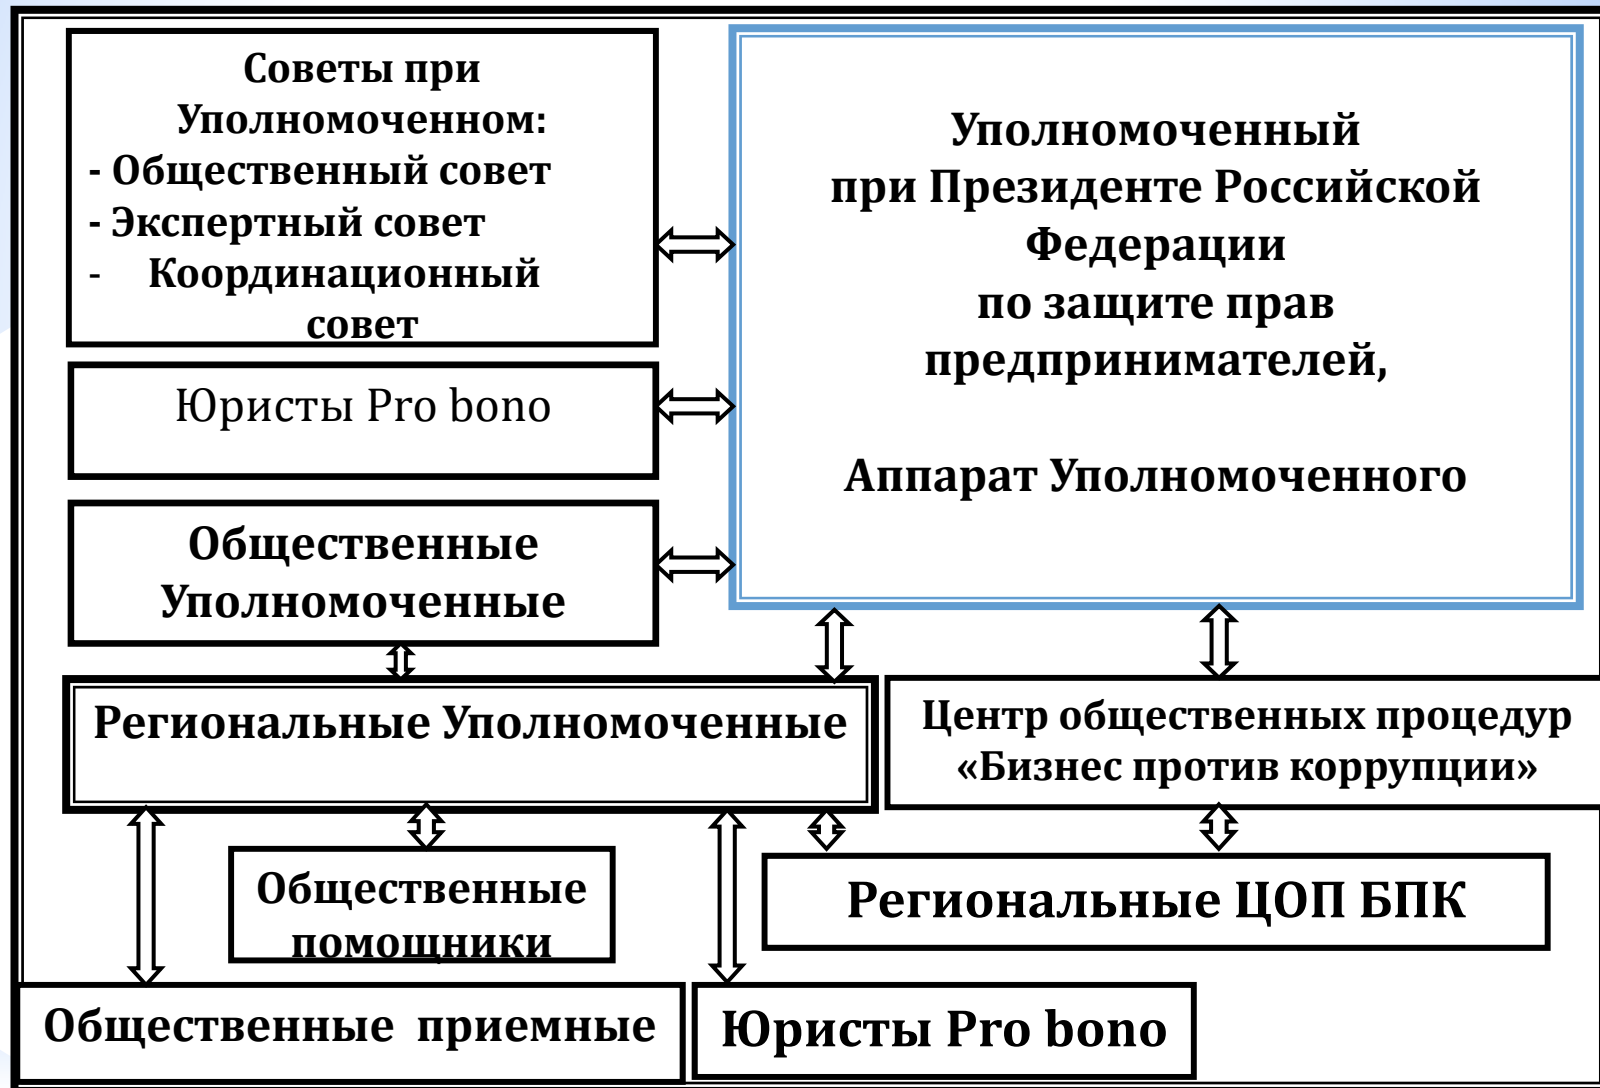 Советы при
Уполномоченном:
- Общественный совет
- Экспертный совет
- Координационный
совет
Уполномоченный
при Президенте Российской
Федерации
по защите прав
предпринимателей,
Аппарат Уполномоченного
Юристы Pro bono
Общественные
Уполномоченные
Региональные Уполномоченные
Центр общественных процедур
«Бизнес против коррупции»
Общественные
помощники
Региональные ЦОП БПК
Общественные приемные
Юристы Pro bono